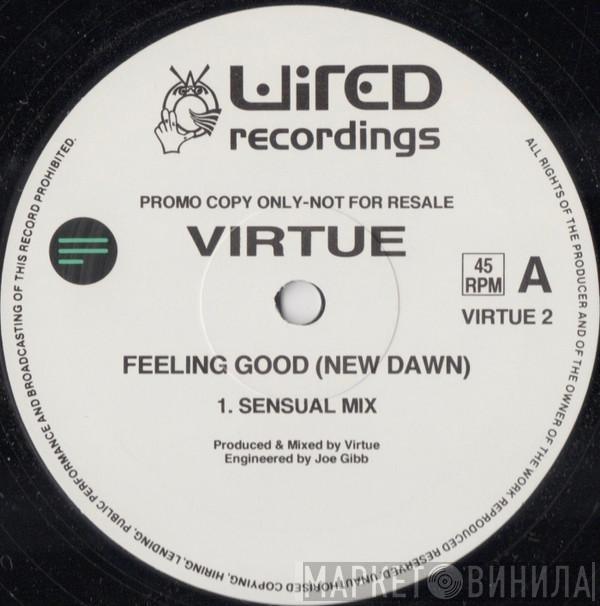 WIRED
recordings
PROMO COPY ONLY-NOT FOR RESALE
VIRTUE
45
RPM
A
VIRTUE 2
FEELING GOOD (NEW DAWN)
1. SENSUAL MIX
Produced & Mixed by Virtue
Engineered by Joe Gibb
ALL RIGHTS OF THE PRODUCER AND OF THE OWNER OF THE WORK REPRODUCED RESERVED. UNAUTHORISED COPYING, HIRING, LENDING, PUBLIC PERFORMANCE AND BROADCASTING OF THIS RECORD PROHIBITED.
МАРКЕТ ВИНИЛА